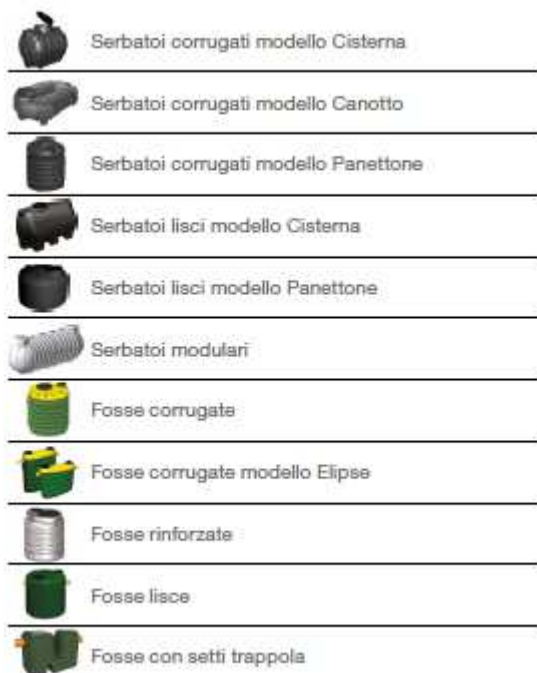 Serbatoi corrugati modello Cisterna
Serbatoi corrugati modello Canotto
Serbatoi corrugati modello Panettone
Serbatoi lisci modello Cisterna
Serbatoi lisci modello Panettone
Serbatoi modulari
Fosse corrugate
Fosse corrugate modello Elipse
Fosse rinforzate
Fosse lisce
Fosse con setti trappola